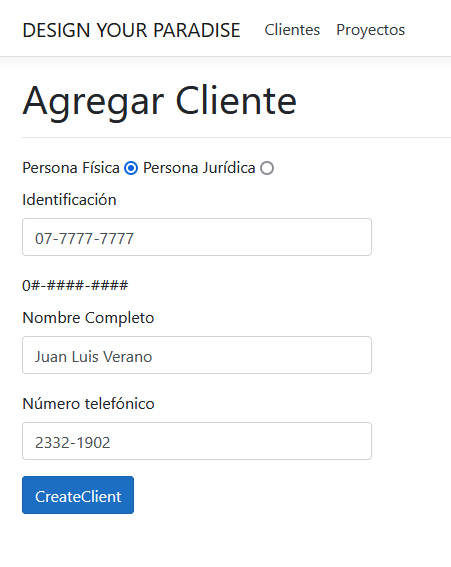 DESIGN YOUR PARADISE Clientes Proyectos
Agregar Cliente
Persona Física Persona Jurídica
Identificación
07-7777-7777
0#-####-####
Nombre Completo
Juan Luis Verano
Número telefónico
2332-1902
CreateClient